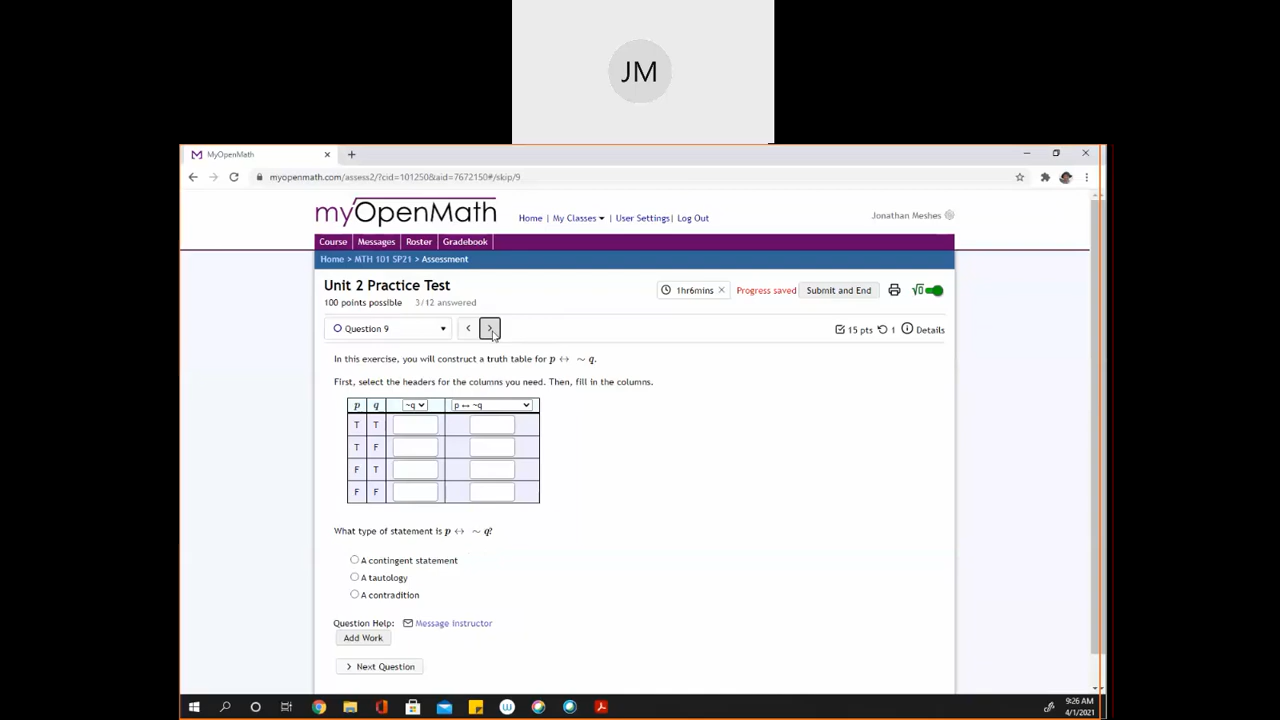 JM
MyOpenMath
myopenmath.com/assess2/?cid=101250&aid=7672150#/skip/9
myOpenMath
Home | My Classes | User Settings | Log Out
Jonathan Meshes
Course Messages Roster Gradebook
Home > MTH 101 SP21 > Assessment
Unit 2 Practice Test
1hr6mins × Progress saved Submit and End
100 points possible 3/12 answered
Question 9
15 pts 1 Details
In this exercise, you will construct a truth table for p ↔ ~ q.
First, select the headers for the columns you need. Then, fill in the columns.
p q ~q p ↔ ~q
T T
T F
F T
F F
What type of statement is p ↔ ~ q?
A contingent statement
A tautology
A contradition
Question Help: Message instructor
Add Work
> Next Question
9:26 AM
4/1/2021